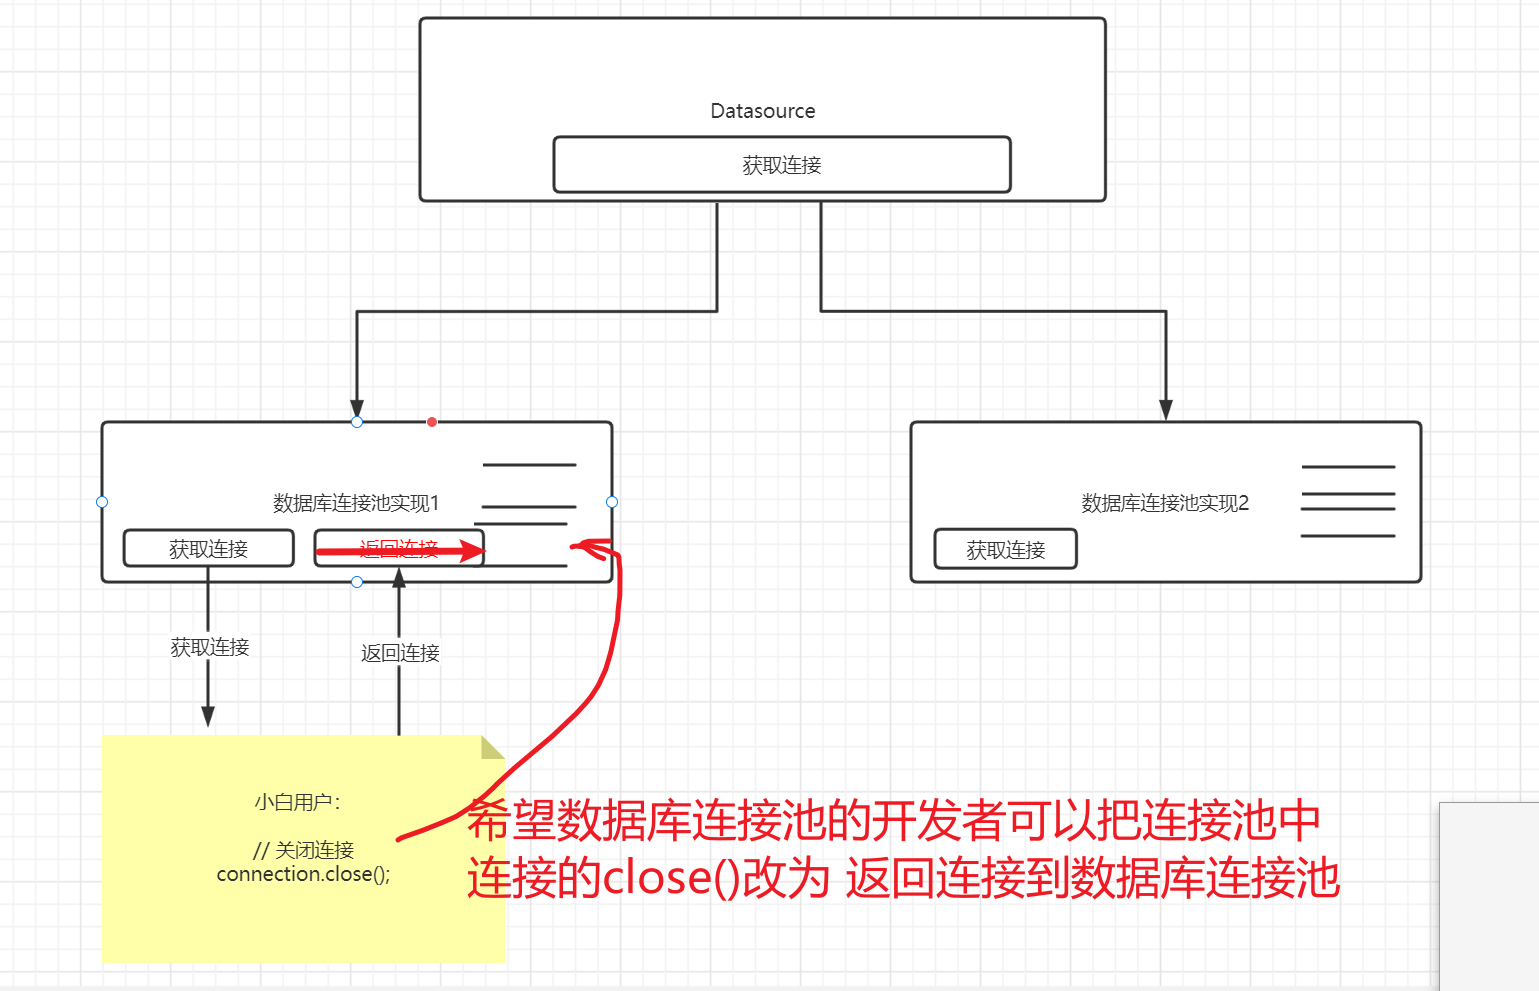 Datasource
获取连接
数据库连接池实现1
获取连接
返回连接
数据库连接池实现2
获取连接
获取连接
返回连接
小白用户：
// 关闭连接
connection.close();
希望数据库连接池的开发者可以把连接池中
连接的close()改为 返回连接到数据库连接池